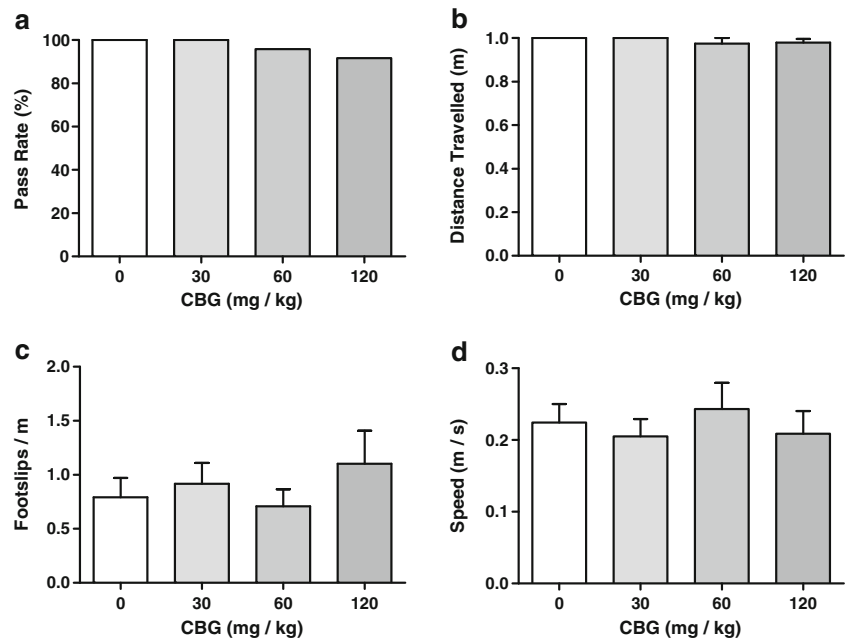 a
100
80
60
40
20
0
Pass Rate (%)
0 30 60 120
CBG (mg / kg)
b
1.0
0.8
0.6
0.4
0.2
0.0
Distance Travelled (m)
0 30 60 120
CBG (mg / kg)
c
2.0
1.5
1.0
0.5
0.0
Footslips / m
0 30 60 120
CBG (mg / kg)
d
0.3
0.2
0.1
0.0
Speed (m / s)
0 30 60 120
CBG (mg / kg)